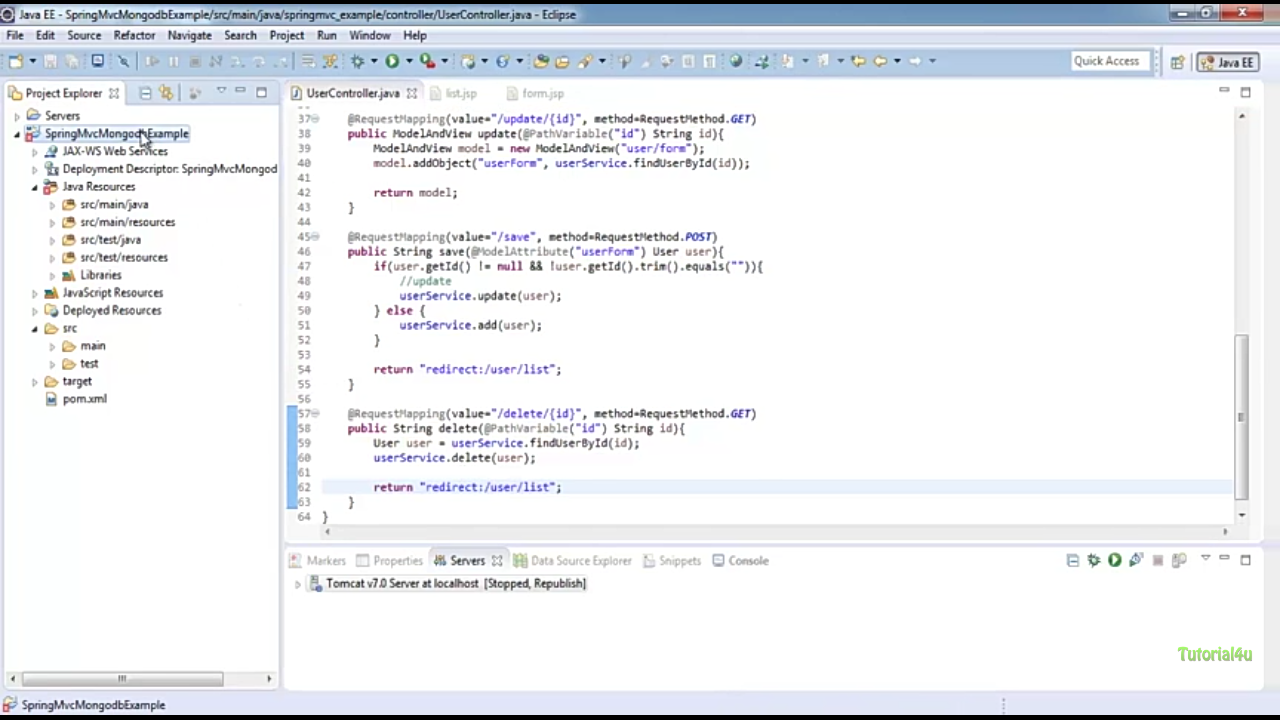 Java EE - SpringMvcMongodbExample/src/main/java/springmvc_example/controller/UserController.java - Eclipse
File Edit Source Refactor Navigate Search Project Run Window Help
Quick Access
Java EE
Project Explorer
UserController.java
list.jsp
form.jsp
Servers
SpringMvcMongodbExample
JAX-WS Web Services
Deployment Descriptor: SpringMvcMongod
Java Resources
src/main/java
src/main/resources
src/test/java
src/test/resources
Libraries
JavaScript Resources
Deployed Resources
src
main
test
target
pom.xml
37 @RequestMapping(value="/update/{id}", method=RequestMethod.GET)
38 public ModelAndView update(@PathVariable("id") String id){
39 ModelAndView model = new ModelAndView("user/form");
40 model.addObject("userForm", userService.findUserById(id));
41
42 return model;
43 }
44
45 @RequestMapping(value="/save", method=RequestMethod.POST)
46 public String save(@ModelAttribute("userForm") User user){
47 if(user.getId() != null && !user.getId().trim().equals("")){
48 //update
49 userService.update(user);
50 } else {
51 userService.add(user);
52 }
53
54 return "redirect:/user/list";
55 }
56
57 @RequestMapping(value="/delete/{id}", method=RequestMethod.GET)
58 public String delete(@PathVariable("id") String id){
59 User user = userService.findUserById(id);
60 userService.delete(user);
61
62 return "redirect:/user/list";
63 }
64 }
Markers Properties Servers Data Source Explorer Snippets Console
Tomcat v7.0 Server at localhost [Stopped, Republish]
Tutorial4u
SpringMvcMongodbExample